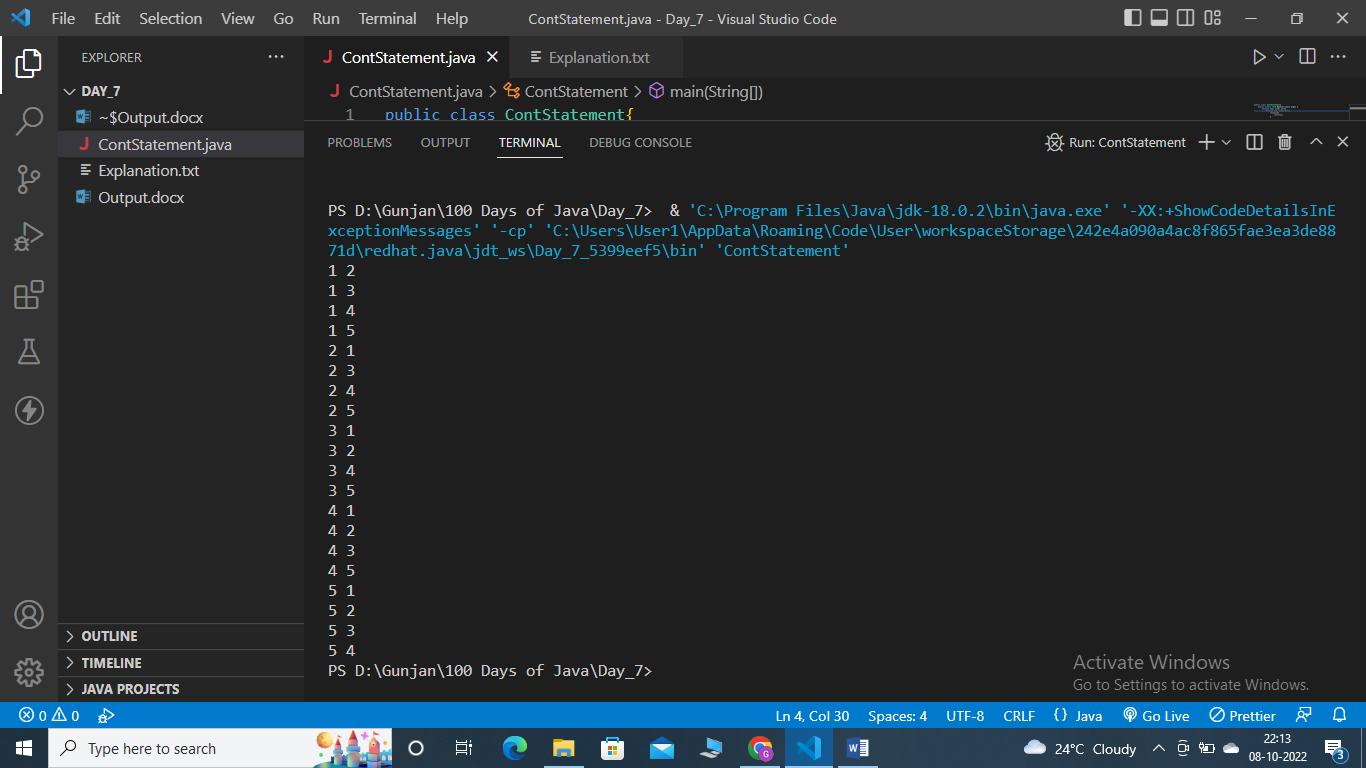 File Edit Selection View Go Run Terminal Help
ContStatement.java - Day_7 - Visual Studio Code
EXPLORER
DAY_7
~$Output.docx
ContStatement.java
Explanation.txt
Output.docx
OUTLINE
TIMELINE
JAVA PROJECTS
ContStatement.java
Explanation.txt
ContStatement.java > ContStatement > main(String[])
1 public class ContStatement{
PROBLEMS OUTPUT TERMINAL DEBUG CONSOLE
Run: ContStatement
PS D:\Gunjan\100 Days of Java\Day_7>  & 'C:\Program Files\Java\jdk-18.0.2\bin\java.exe' '-XX:+ShowCodeDetailsInE
xceptionMessages' '-cp' 'C:\Users\User1\AppData\Roaming\Code\User\workspaceStorage\242e4a090a4ac8f865fae3ea3de88
71d\redhat.java\jdt_ws\Day_7_5399eef5\bin' 'ContStatement'
1 2
1 3
1 4
1 5
2 1
2 3
2 4
2 5
3 1
3 2
3 4
3 5
4 1
4 2
4 3
4 5
5 1
5 2
5 3
5 4
PS D:\Gunjan\100 Days of Java\Day_7>
Activate Windows
Go to Settings to activate Windows.
0 0
Ln 4, Col 30 Spaces: 4 UTF-8 CRLF {} Java Go Live Prettier
Type here to search
24°C Cloudy
22:13
08-10-2022
3